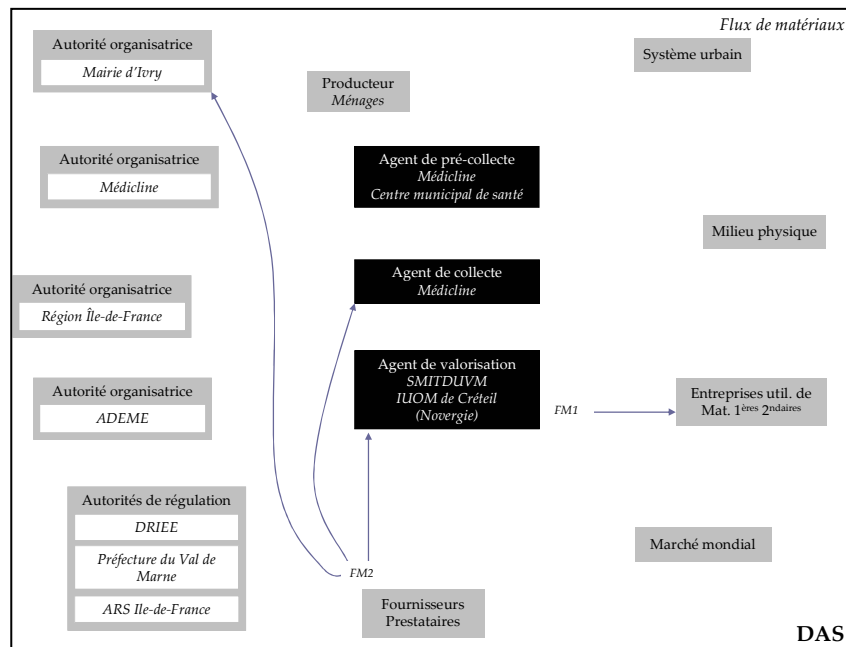 Flux de matériaux
Autorité organisatrice
Mairie d'Ivry
Système urbain
Producteur
Ménages
Autorité organisatrice
Médicline
Agent de pré-collecte
Médicline
Centre municipal de santé
Milieu physique
Agent de collecte
Médicline
Autorité organisatrice
Région Île-de-France
Agent de valorisation
SMITDUVM
IUOM de Créteil
(Novergie)
Autorité organisatrice
ADEME
FM1
Entreprises util. de
Mat. 1ères 2ndaires
Autorités de régulation
DRIEE
Préfecture du Val de
Marne
ARS Ile-de-France
Marché mondial
FM2
Fournisseurs
Prestataires
DAS